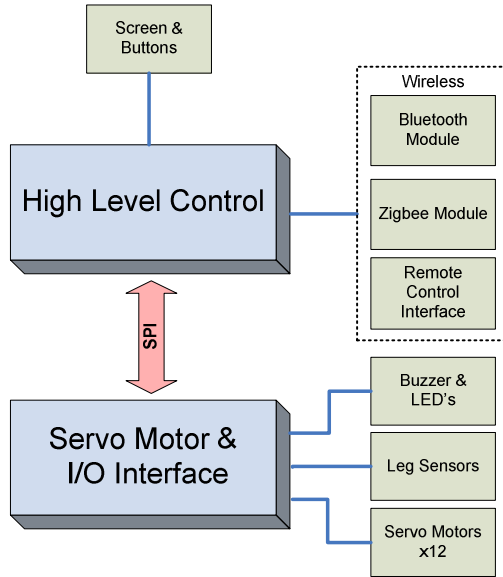 Screen &
Buttons
Wireless
Bluetooth
Module
High Level Control
Zigbee Module
Remote
Control
Interface
SPI
Buzzer &
LED's
Servo Motor &
I/O Interface
Leg Sensors
Servo Motors
x12